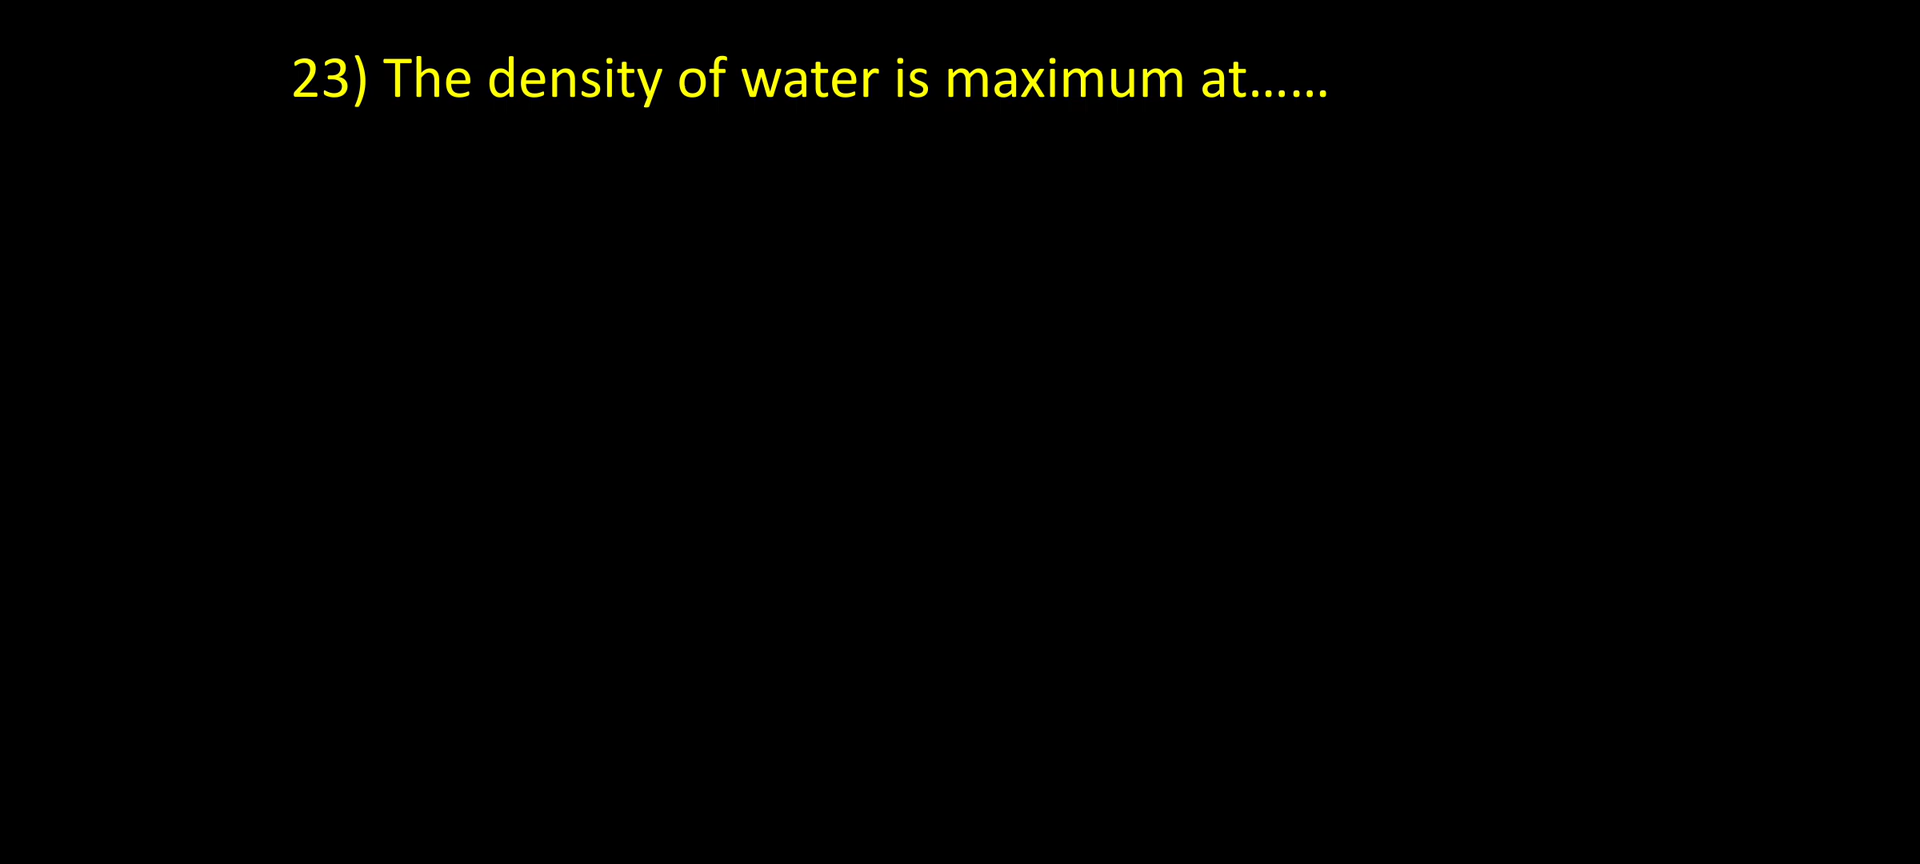 23) The density of water is maximum at......